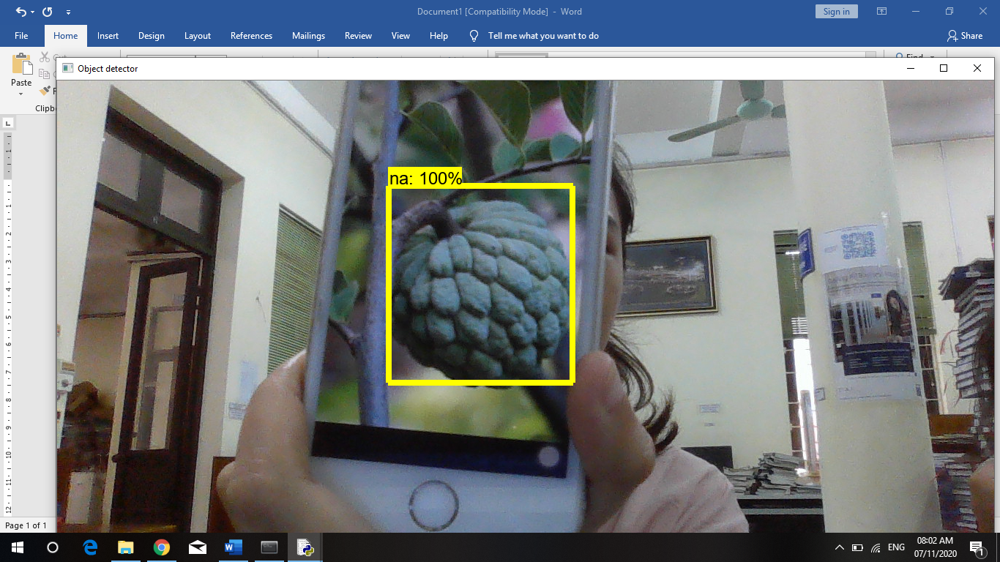 Document1 [Compatibility Mode] - Word
Sign in
File Home Insert Design Layout References Mailings Review View Help Tell me what you want to do Share
Find
Paste
Clipb
Object detector
na: 100%
Page 1 of 1
ENG
08:02 AM
07/11/2020
1